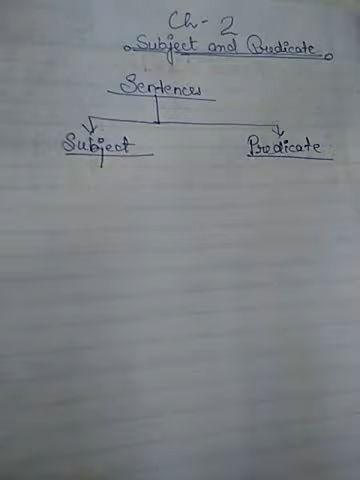 Ch- 2
Subject and Predicate
Sentences
Subject Predicate